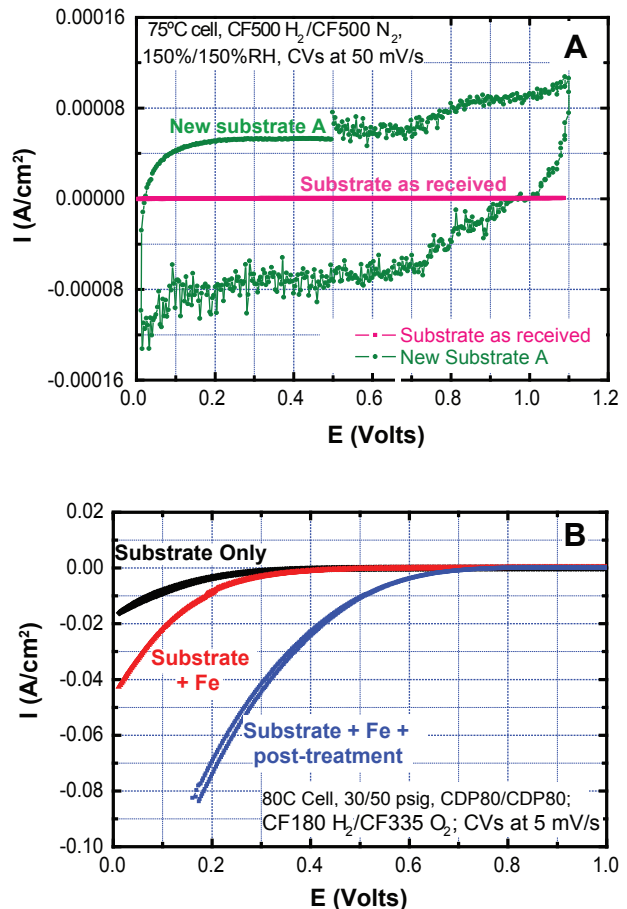 75ºC cell, CF500 H2/CF500 N2,
150%/150%RH, CVs at 50 mV/s
A
0.00008
New substrate A
Substrate as received
0.00000
I (A/cm²)
-0.00008
Substrate as received
New Substrate A
-0.00016
0.0 0.2 0.4 0.6 0.8 1.0 1.2
E (Volts)
0.02
B
Substrate Only
0.00
-0.02
Substrate
+ Fe
I (A/cm²)
-0.04
-0.06
Substrate + Fe +
post-treatment
-0.08
80C Cell, 30/50 psig, CDP80/CDP80;
CF180 H2/CF335 O2; CVs at 5 mV/s
-0.10
0.0 0.2 0.4 0.6 0.8 1.0
E (Volts)